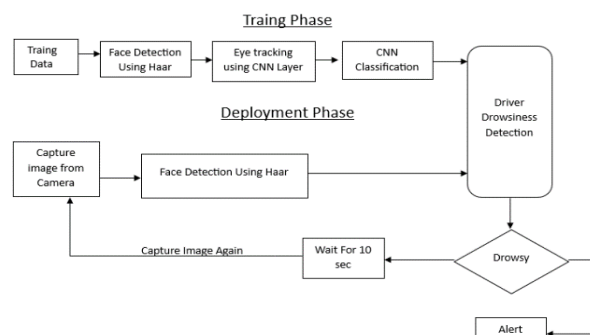 Traing Phase
Traing
Data
Face Detection
Using Haar
Eye tracking
using CNN Layer
CNN
Classification
Driver
Drowsiness
Detection
Deployment Phase
Capture
image from
Camera
Face Detection Using Haar
Capture Image Again
Wait For 10
sec
Drowsy
Alert